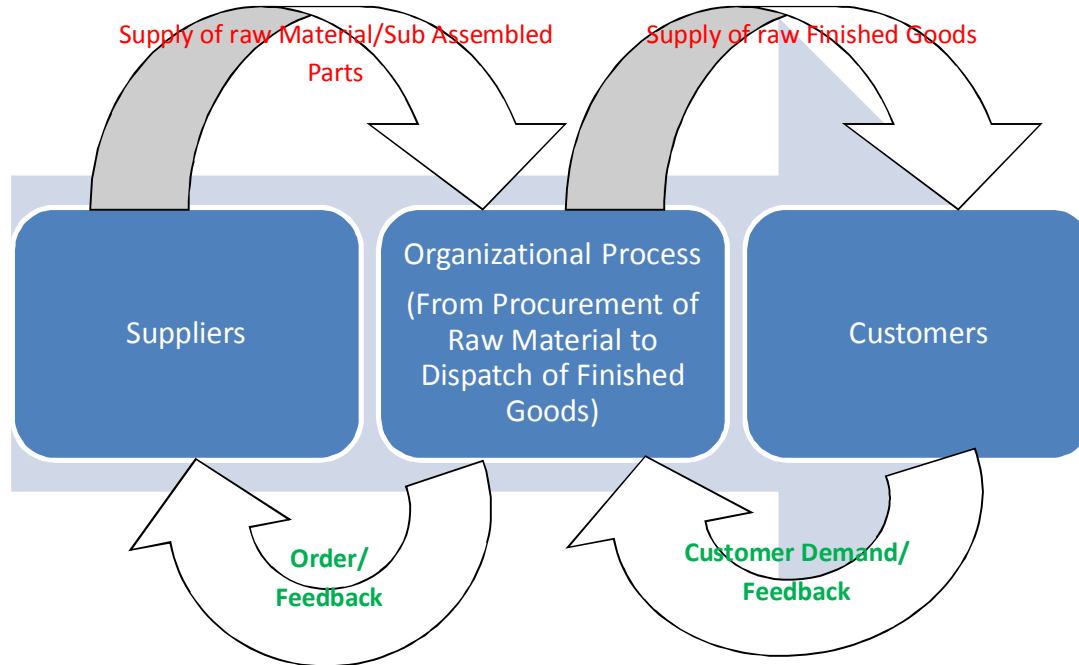 Supply of raw Material/Sub Assembled
Parts
Supply of raw Finished Goods
Suppliers
Organizational Process
(From Procurement of
Raw Material to
Dispatch of Finished
Goods)
Customers
Order/
Feedback
Customer Demand/
Feedback